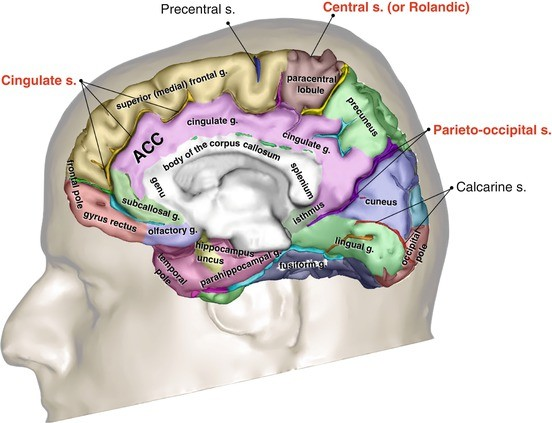 Precentral s.
Central s. (or Rolandic)
Cingulate s.
superior (medial) frontal g.
paracentral
lobule
precuneus
cingulate g.
cingulate g.
ACC
Parieto-occipital s.
body of the corpus callosum
splenium
genu
frontal pole
cuneus
Calcarine s.
subcallosal g.
isthmus
gyrus rectus
olfactory g.
lingual g.
occipital
pole
hippocampus
uncus
temporal
pole
parahippocampal g.
fusiform g.